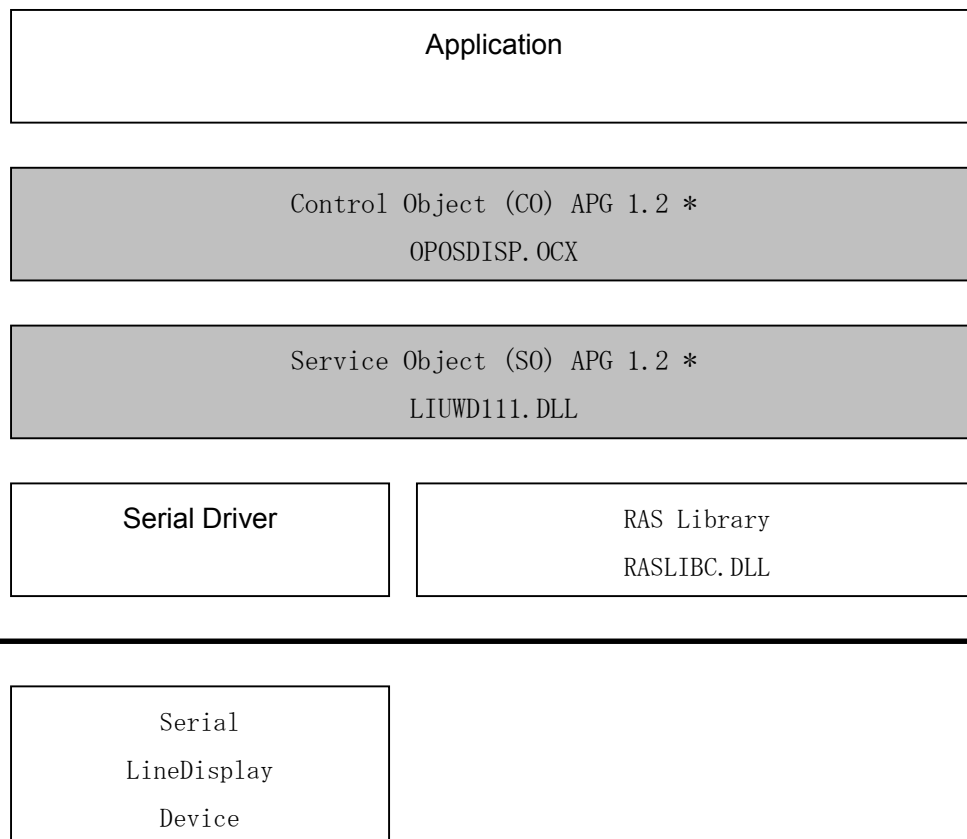 Application
Control Object (CO) APG 1.2 *
OPOSDISP.OCX
Service Object (SO) APG 1.2 *
LIUWD111.DLL
Serial Driver
RAS Library
RASLIBC.DLL
Serial
LineDisplay
Device